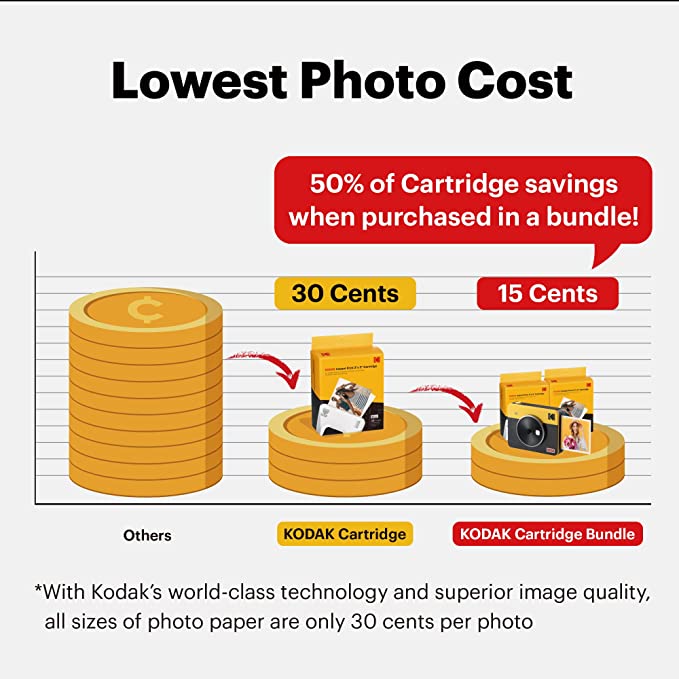 Lowest Photo Cost
50% of Cartridge savings
when purchased in a bundle!
30 Cents
15 Cents
¢
KODAK
KODAK
Others
KODAK Cartridge
KODAK Cartridge Bundle
*With Kodak's world-class technology and superior image quality,
all sizes of photo paper are only 30 cents per photo